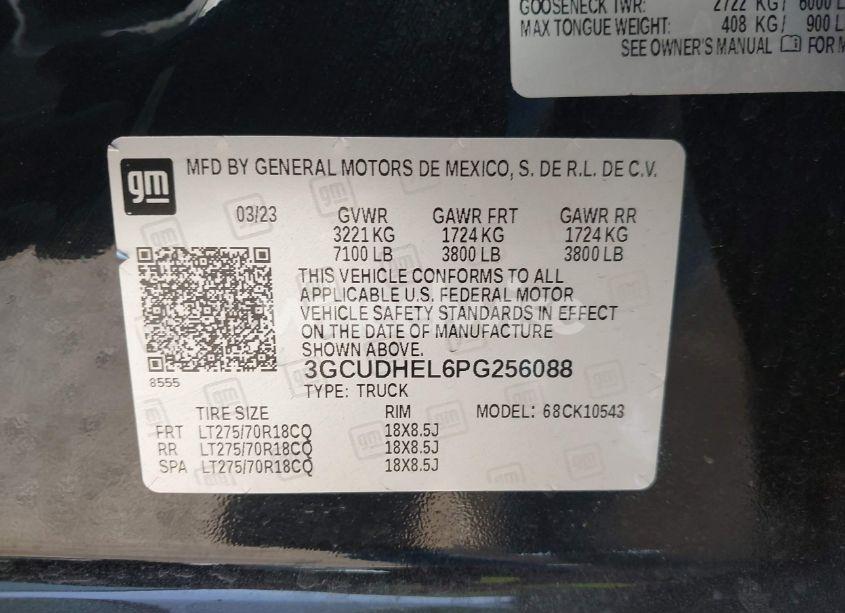 GOOSENECK TWR: 2722 KG/ 6000 L
MAX TONGUE WEIGHT: 408 KG/ 900 L
SEE OWNER'S MANUAL FOR M
gm
MFD BY GENERAL MOTORS DE MEXICO, S. DE R.L. DE C.V.
03/23 GVWR GAWR FRT GAWR RR
3221 KG 1724 KG 1724 KG
7100 LB 3800 LB 3800 LB
THIS VEHICLE CONFORMS TO ALL
APPLICABLE U.S. FEDERAL MOTOR
VEHICLE SAFETY STANDARDS IN EFFECT
ON THE DATE OF MANUFACTURE
SHOWN ABOVE.
8555
3GCUDHEL6PG256088
TYPE: TRUCK
TIRE SIZE RIM MODEL: 68CK10543
FRT LT275/70R18CQ 18X8.5J
RR LT275/70R18CQ 18X8.5J
SPA LT275/70R18CQ 18X8.5J